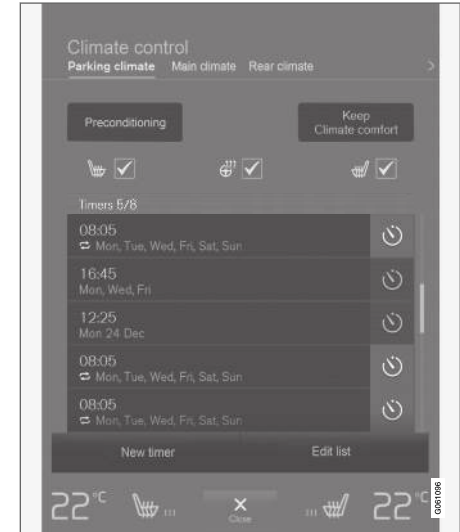 Climate control
Parking climate Main climate Rear climate
Preconditioning
Keep
Climate comfort
Timers 5/8
08:05
Mon, Tue, Wed, Fri, Sat, Sun
16:45
Mon, Wed, Fri
12:25
Mon 24 Dec
08:05
Mon, Tue, Wed, Fri, Sat, Sun
08:05
Mon, Tue, Wed, Fri, Sat, Sun
New timer Edit list
22°C 22°C
Close
G061096